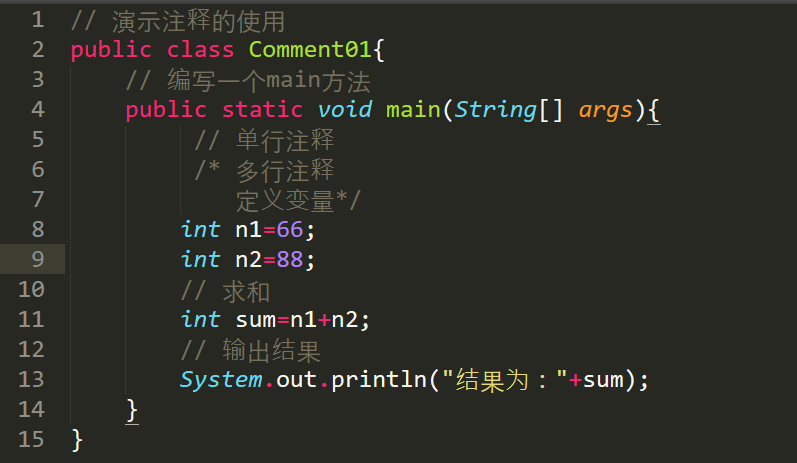 1 // 演示注释的使用
2 public class Comment01{
3     // 编写一个main方法
4     public static void main(String[] args){
5          // 单行注释
6          /* 多行注释
7             定义变量*/
8         int n1=66;
9         int n2=88;
10         // 求和
11         int sum=n1+n2;
12         // 输出结果
13         System.out.println("结果为："+sum);
14     }
15 }